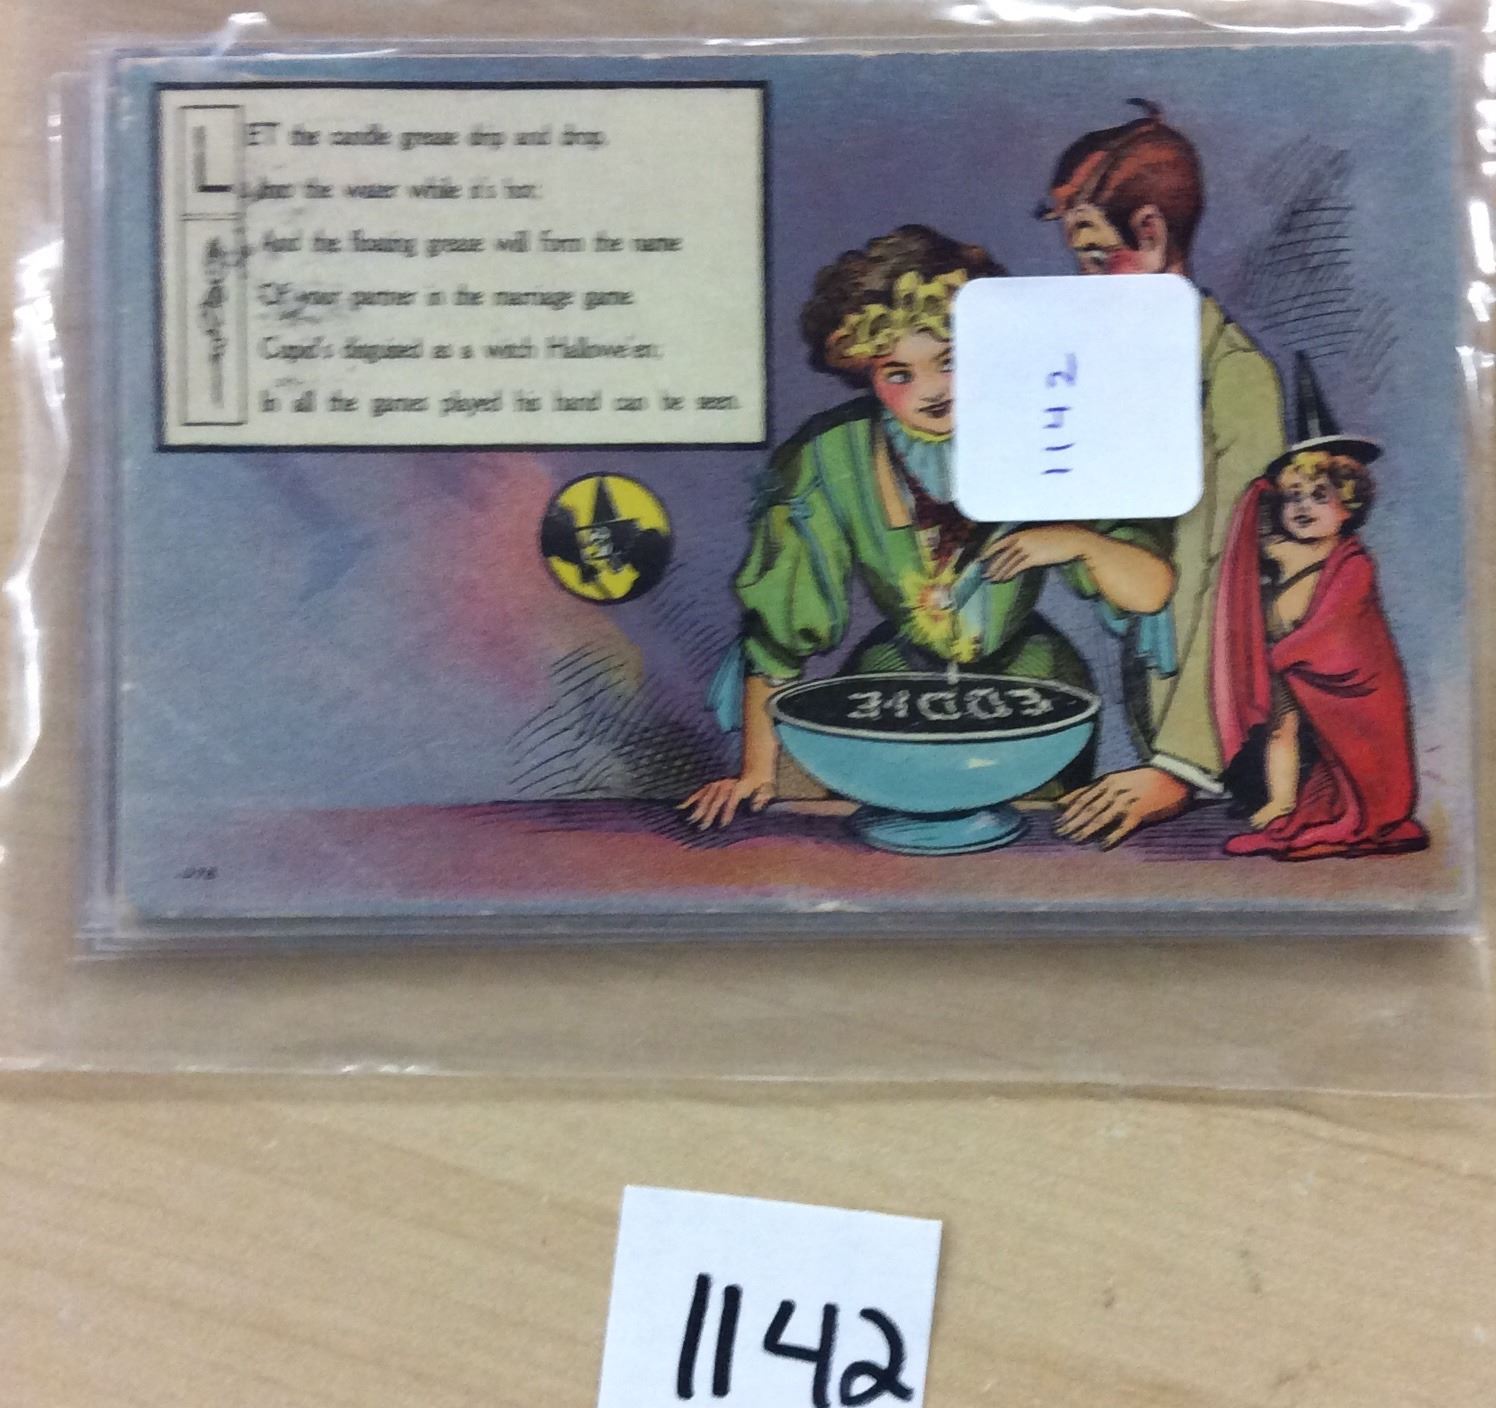 LET the candle grease drip and drop,
Into the water while it's hot;
And the floating grease will form the name
Of your partner in the marriage game.
Cupid's disguised as a witch Hallowe'en;
In all the games played his hand can be seen.
1142
1142